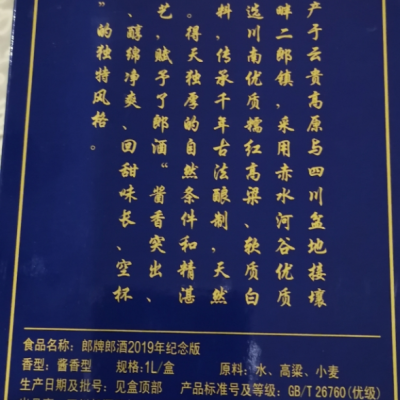 产于云贵高原与四川盆地接壤
畔二郎镇，采用赤水河谷优质
选川南优质糯红高粱、软质白
料，传承千年古法酿制，天然
。得天独厚的自然条件和精湛
艺，赋予了郎酒“酱香突出、
、醇绵净爽、回甜味长、空杯
”的独特风格。
食品名称：郎牌郎酒2019年纪念版
香型：酱香型 规格：1L/盒 原料：水、高粱、小麦
生产日期及批号：见盒顶部 产品标准号及等级：GB/T 26760(优级)